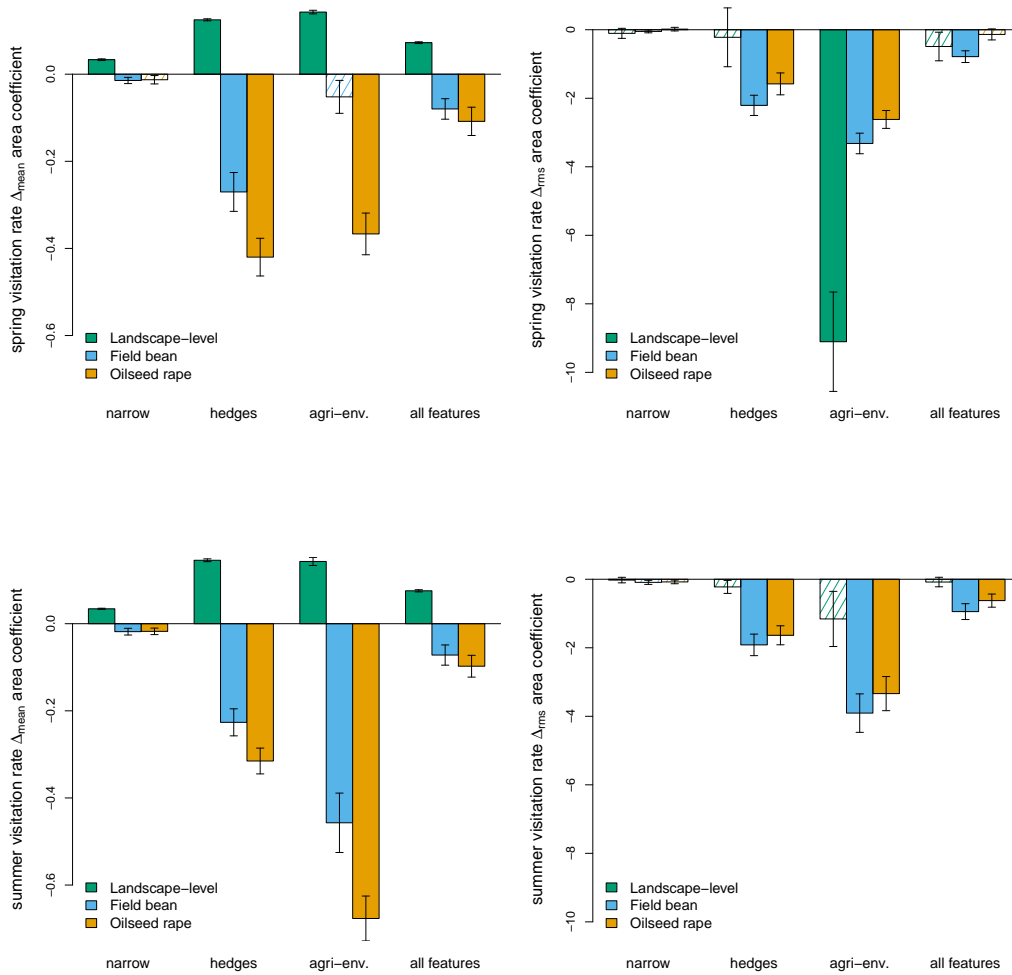 spring visitation rate Δmean area coefficient
0.0
-0.2
-0.4
-0.6
Landscape−level
Field bean
Oilseed rape
narrow hedges agri−env. all features
spring visitation rate Δrms area coefficient
0
-2
-4
-6
-8
-10
Landscape−level
Field bean
Oilseed rape
narrow hedges agri−env. all features
summer visitation rate Δmean area coefficient
0.0
-0.2
-0.4
-0.6
Landscape−level
Field bean
Oilseed rape
narrow hedges agri−env. all features
summer visitation rate Δrms area coefficient
0
-2
-4
-6
-8
-10
Landscape−level
Field bean
Oilseed rape
narrow hedges agri−env. all features